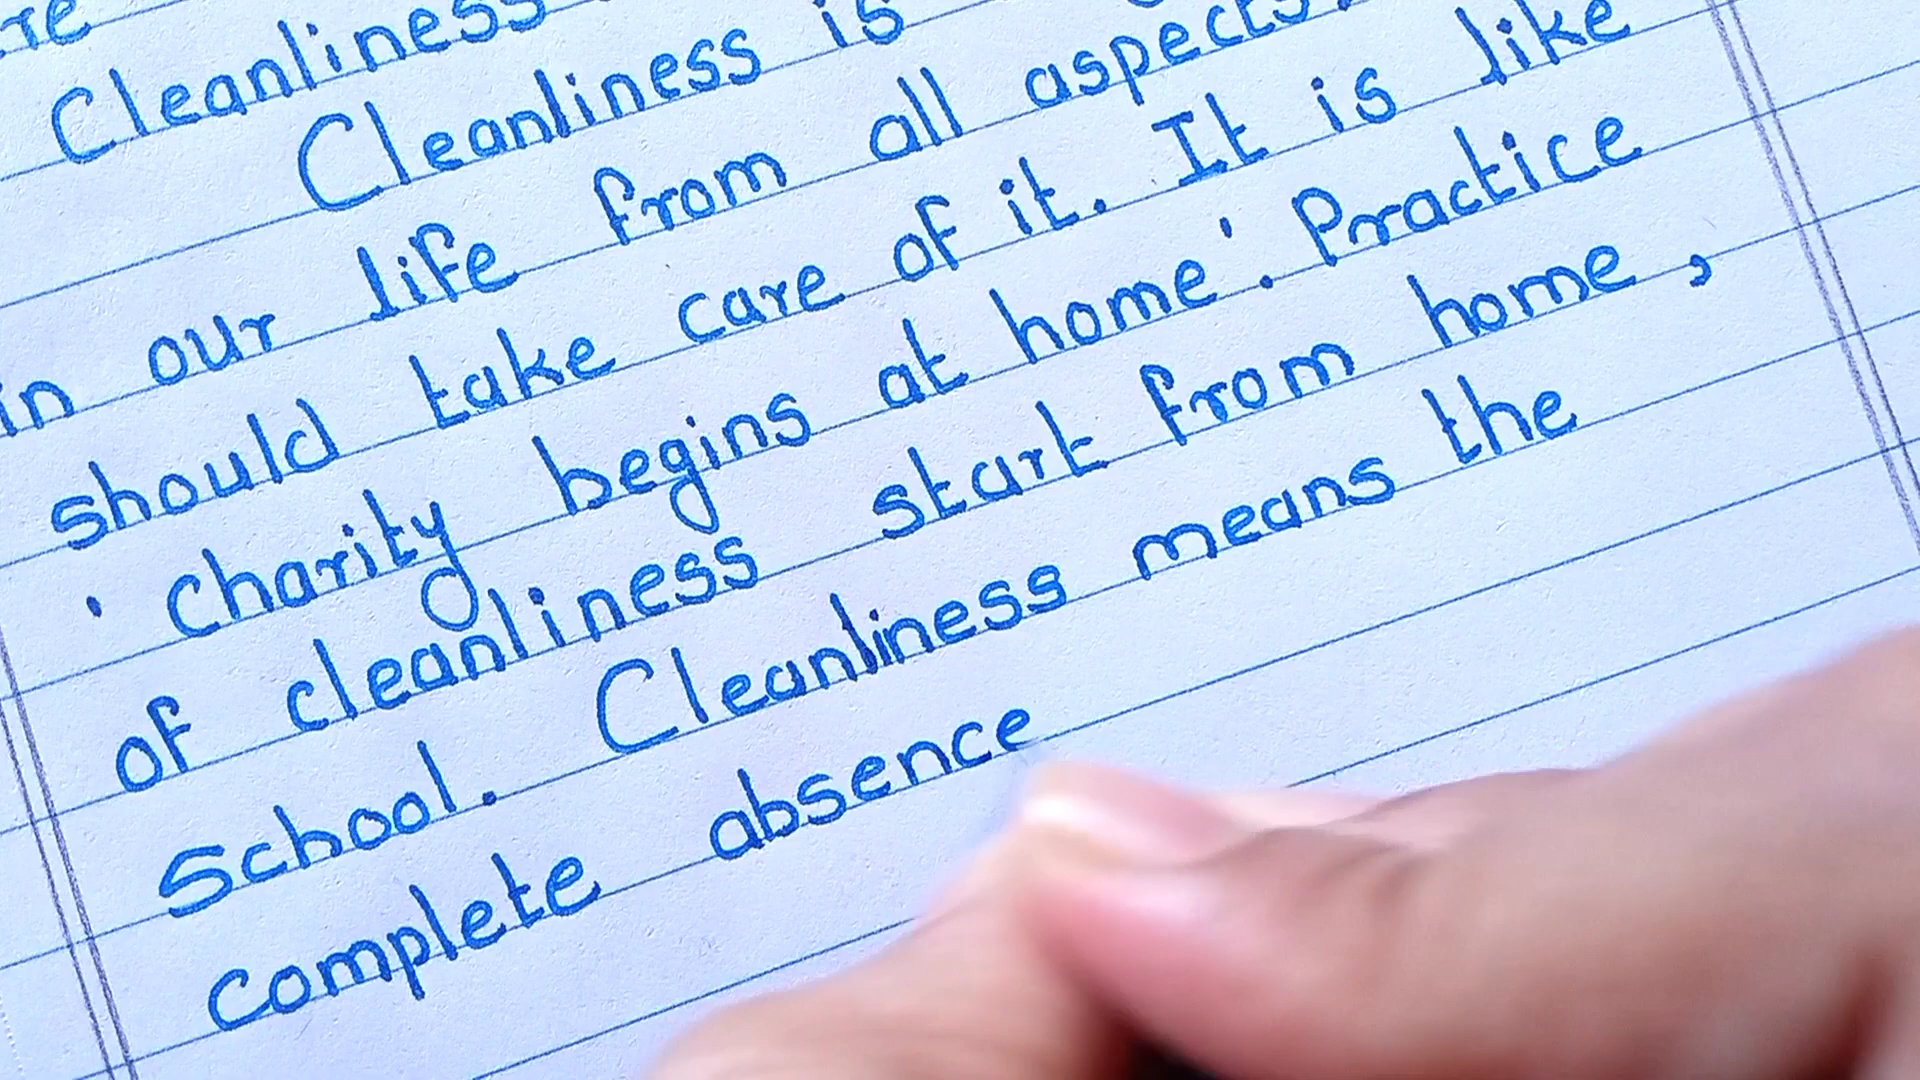 Cleanliness
Cleanliness is
in our life from all aspects.
should take care of it. It is like
' Charity begins at home'. Practice
of cleanliness start from home ,
School. Cleanliness means the
complete absence